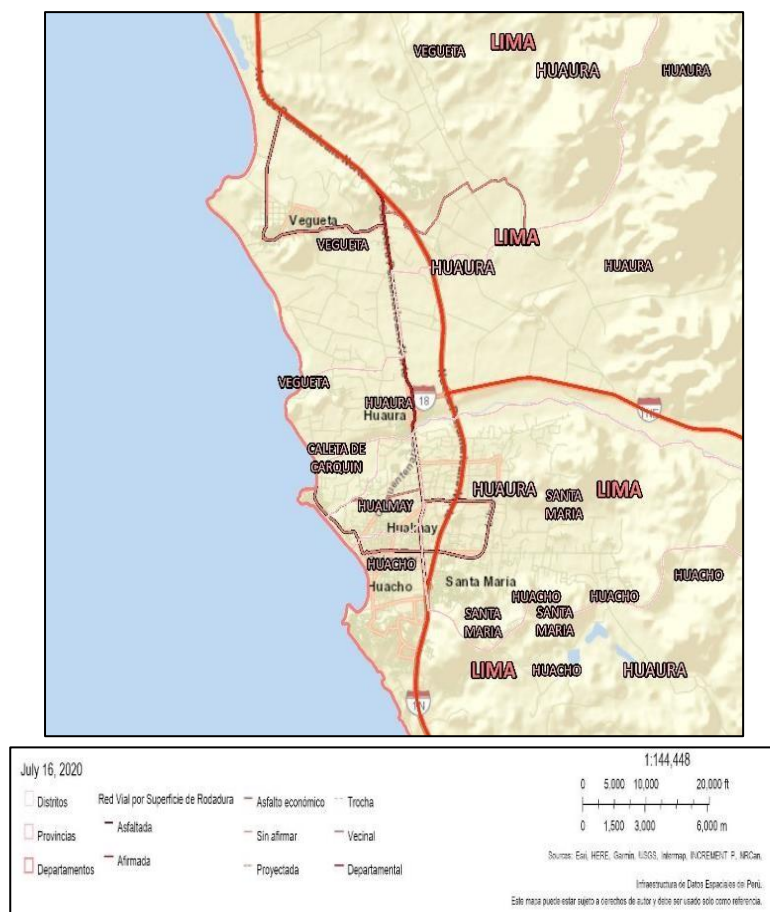 VEGUETA
LIMA
HUAURA
HUAURA
Vegueta
VEGUETA
LIMA
HUAURA
HUAURA
VEGUETA
HUAURA
18
Huaura
CALETA DE
CARQUIN
HUALMAY
HUAURA
SANTA
MARIA
LIMA
Hualmay
HUACHO
Huacho
Santa Maria
HUACHO
HUACHO
HUACHO
SANTA
MARIA
SANTA
MARIA
LIMA
HUACHO
HUAURA
1N
July 16, 2020
Distritos
Provincias
Departamentos
Red Vial por Superficie de Rodadura
Asfaltada
Afirmada
Asfalto económico
Sin afirmar
Proyectada
Trocha
Vecinal
Departamental
1:144,448
0 5,000 10,000 20,000 ft
0 1,500 3,000 6,000 m
Sources: Esri, HERE, Garmin, USGS, Intermap, INCREMENT P, NRCan,
Infraestructura de Datos Espaciales del Perú.
Este mapa puede estar sujeto a derechos de autor y debe ser usado solo como referencia.